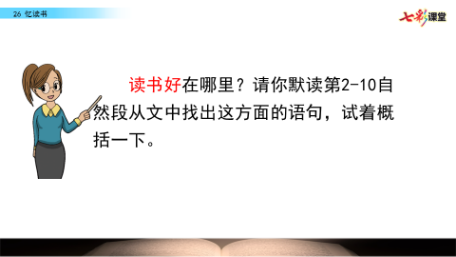 26 忆读书
七彩课堂
读书好在哪里？请你默读第2-10自
然段从文中找出这方面的语句，试着概
括一下。